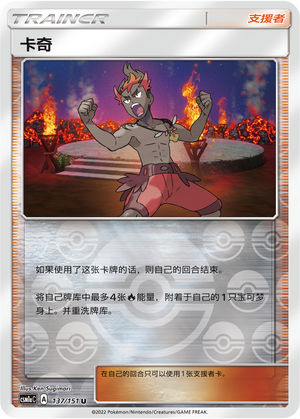 TRAINER
支援者
卡奇
如果使用了这张卡牌的话，则自己的回合结束。
将自己牌库中最多4张能量，附着于自己的1只宝可梦
身上。并重洗牌库。
Illus. Ken Sugimori
csm1c C A 137/151 U
在自己的回合只可以使用1张支援者卡。
©2022 Pokémon/Nintendo/Creatures/GAME FREAK.